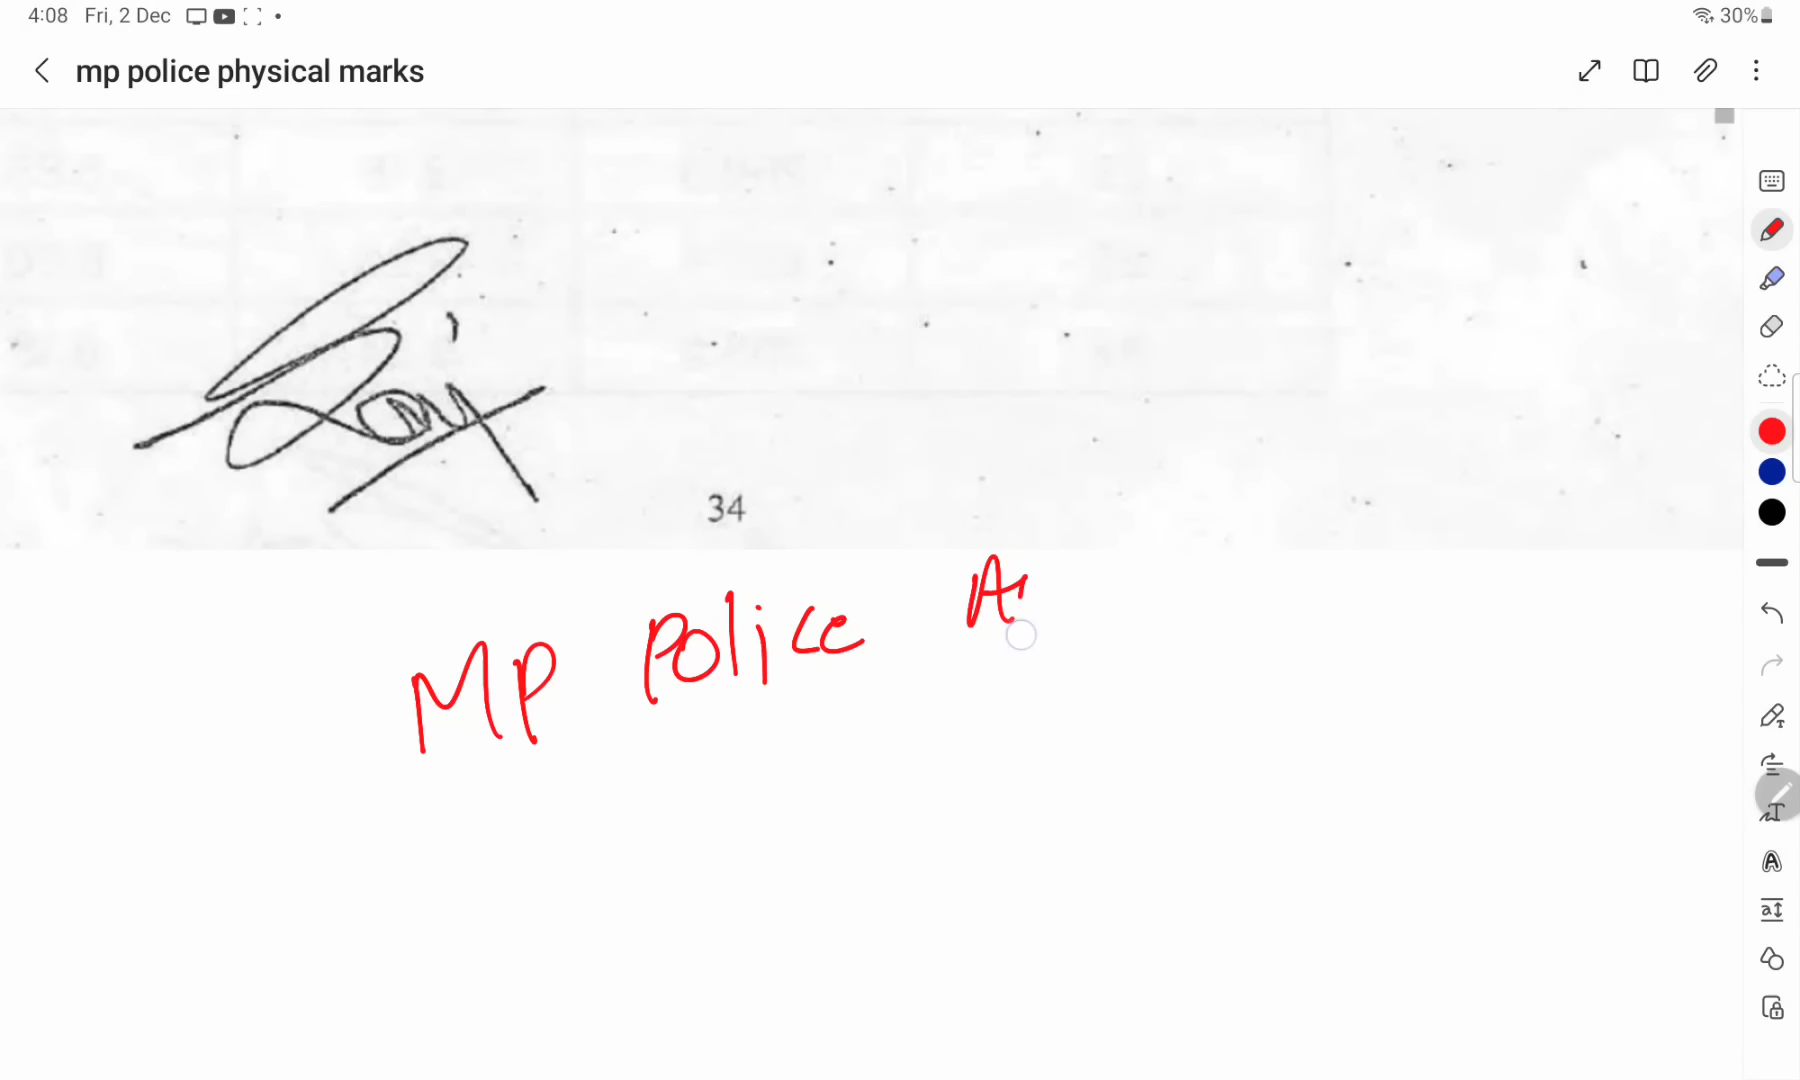 4:08 Fri, 2 Dec
30%
mp police physical marks
34
MP Police